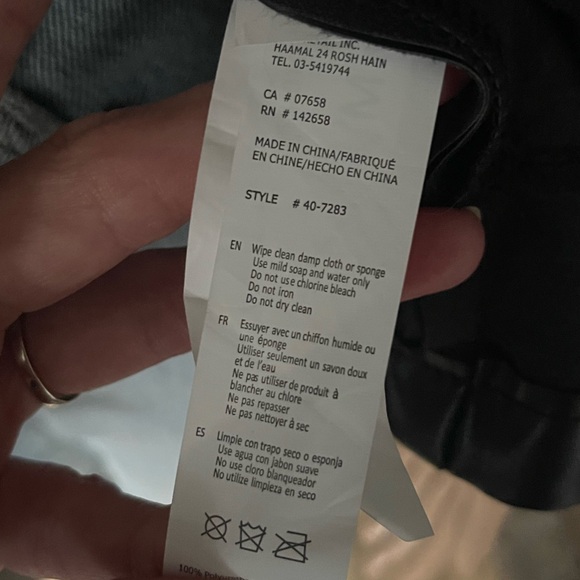 INC.
HAAMAL 24 ROSH HAIN
TEL. 03-5419744
CA # 07658
RN # 142658
MADE IN CHINA/FABRIQUÉ
EN CHINE/HECHO EN CHINA
STYLE # 40-7283
EN Wipe clean damp cloth or sponge
Use mild soap and water only
Do not use chlorine bleach
Do not iron
Do not dry clean
FR Essuyer avec un chiffon humide ou
une éponge
Utiliser seulement un savon doux
et de l'eau
Ne pas utiliser de produit à
blancher au chlore
Ne pas repasser
Ne pas nettoyer à sec
ES Limpie con trapo seco o esponja
Use agua con jabon suave
No use cloro blanqueador
No utilize limpieza en seco
100%